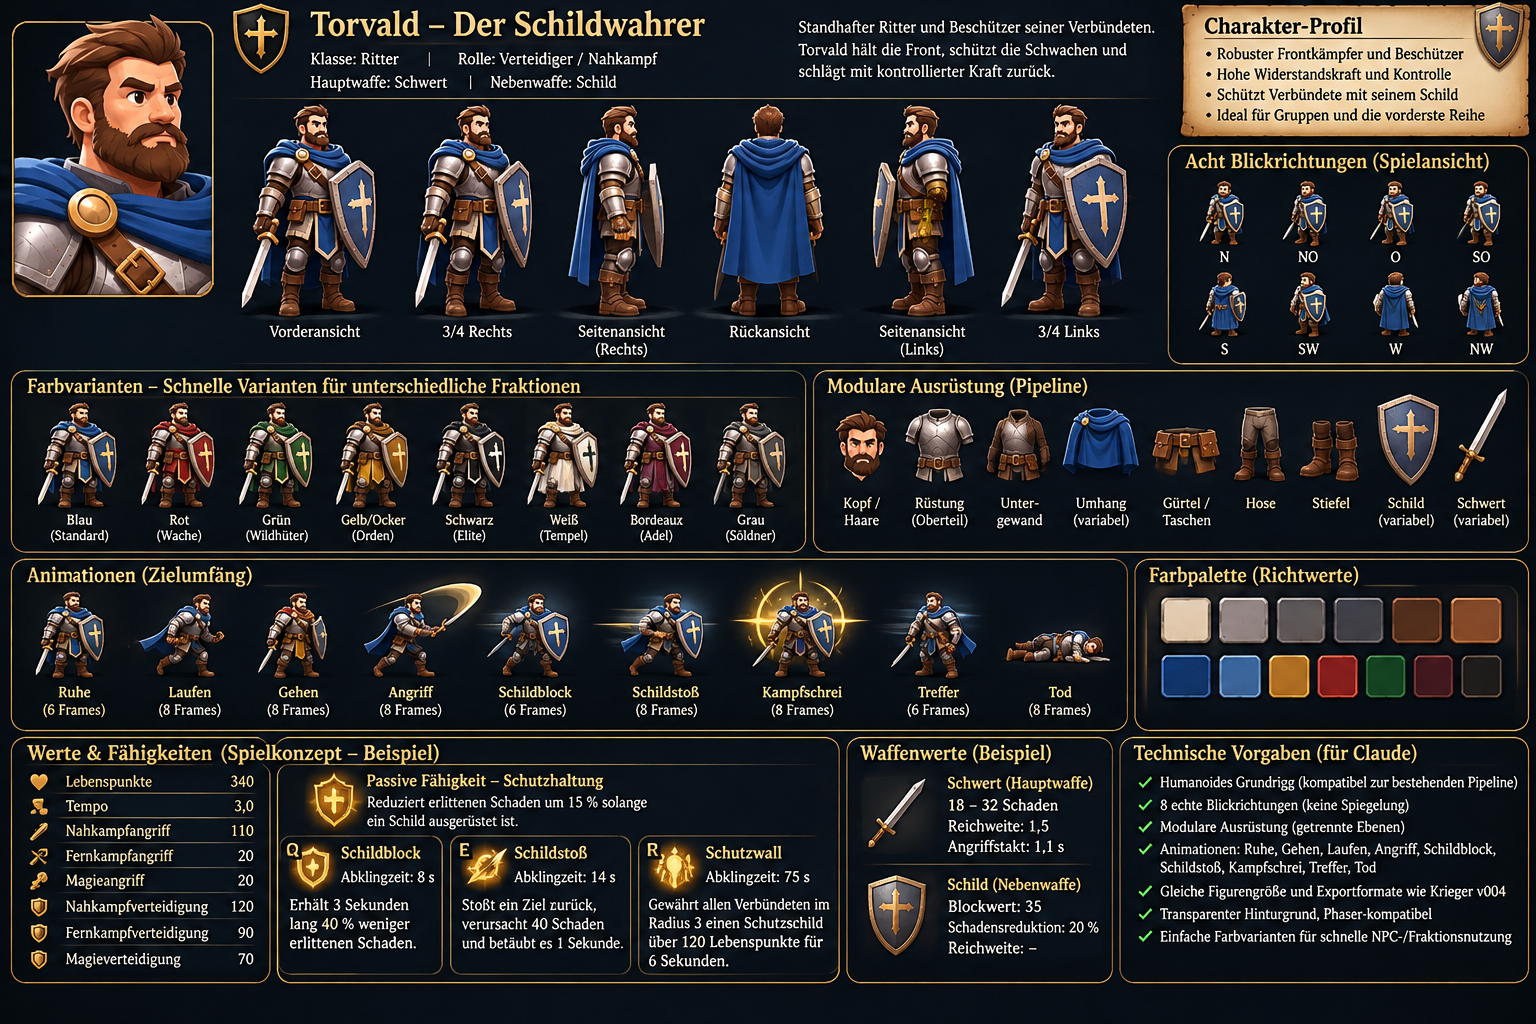 Torvald – Der Schildwahrer
Klasse: Ritter | Rolle: Verteidiger / Nahkampf
Hauptwaffe: Schwert | Nebenwaffe: Schild
Standhafter Ritter und Beschützer seiner Verbündeten.
Torvald hält die Front, schützt die Schwachen und
schlägt mit kontrollierter Kraft zurück.
Charakter-Profil
• Robuster Frontkämpfer und Beschützer
• Hohe Widerstandskraft und Kontrolle
• Schützt Verbündete mit seinem Schild
• Ideal für Gruppen und die vorderste Reihe
Vorderansicht
3/4 Rechts
Seitenansicht
(Rechts)
Rückansicht
Seitenansicht
(Links)
3/4 Links
Acht Blickrichtungen (Spielansicht)
N
NO
O
SO
S
SW
W
NW
Farbvarianten – Schnelle Varianten für unterschiedliche Fraktionen
Blau
(Standard)
Rot
(Wache)
Grün
(Wildhüter)
Gelb/Ocker
(Orden)
Schwarz
(Elite)
Weiß
(Tempel)
Bordeaux
(Adel)
Grau
(Söldner)
Modulare Ausrüstung (Pipeline)
Kopf /
Haare
Rüstung
(Oberteil)
Unter-
gewand
Umhang
(variabel)
Gürtel /
Taschen
Hose
Stiefel
Schild
(variabel)
Schwert
(variabel)
Animationen (Zielumfäng)
Ruhe
(6 Frames)
Laufen
(8 Frames)
Gehen
(8 Frames)
Angriff
(8 Frames)
Schildblock
(6 Frames)
Schildstoß
(8 Frames)
Kampfschrei
(8 Frames)
Treffer
(6 Frames)
Tod
(8 Frames)
Farbpalette (Richtwerte)
Werte & Fähigkeiten (Spielkonzept – Beispiel)
Lebenspunkte 340
Tempo 3,0
Nahkampfangriff 110
Fernkampfangriff 20
Magieangriff 20
Nahkampfverteidigung 120
Fernkampfverteidigung 90
Magieverteidigung 70
Passive Fähigkeit – Schutzhaltung
Reduziert erlittenen Schaden um 15 % solange
ein Schild ausgerüstet ist.
Q
Schildblock
Abklingzeit: 8 s
Erhält 3 Sekunden
lang 40 % weniger
erlittenen Schaden.
E
Schildstoß
Abklingzeit: 14 s
Stoßt ein Ziel zurück,
verursacht 40 Schaden
und betäubt es 1 Sekunde.
R
Schutzwall
Abklingzeit: 75 s
Gewährt allen Verbündeten im
Radius 3 einen Schutzschild
über 120 Lebenspunkte für
6 Sekunden.
Waffenwerte (Beispiel)
Schwert (Hauptwaffe)
18 – 32 Schaden
Reichweite: 1,5
Angriffstakt: 1,1 s
Schild (Nebenwaffe)
Blockwert: 35
Schadensreduktion: 20 %
Reichweite: –
Technische Vorgaben (für Claude)
✓ Humanoides Grundrigg (kompatibel zur bestehenden Pipeline)
✓ 8 echte Blickrichtungen (keine Spiegelung)
✓ Modulare Ausrüstung (getrennte Ebenen)
✓ Animationen: Ruhe, Gehen, Laufen, Angriff, Schildblock,
Schildstoß, Kampfschrei, Treffer, Tod
✓ Gleiche Figurengröße und Exportformate wie Krieger v004
✓ Transparenter Hinturgrund, Phaser-kompatibel
✓ Einfache Farbvarianten für schnelle NPC-/Fraktionsnutzung